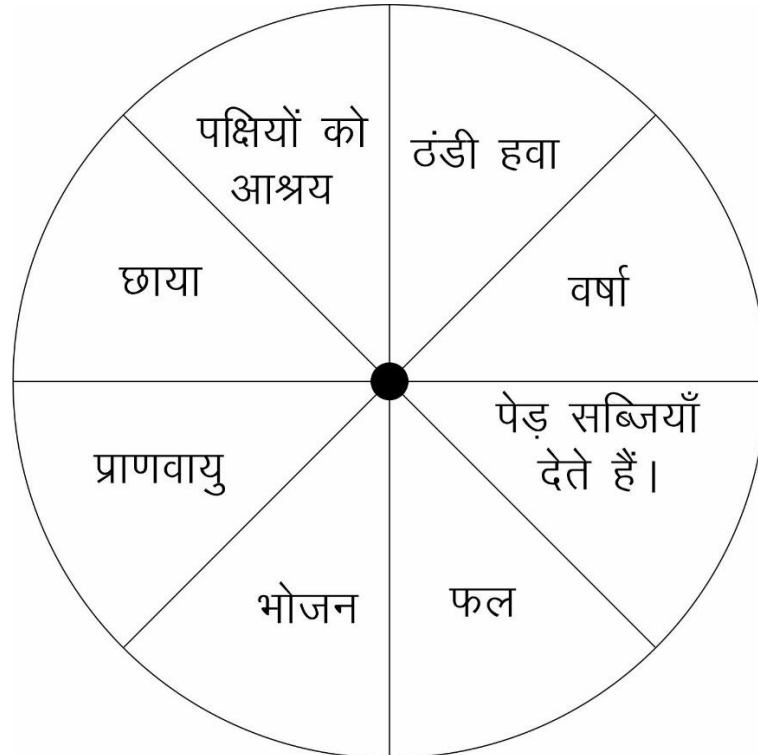 पक्षियों को
आश्रय
ठंडी हवा
छाया
वर्षा
प्राणवायु
पेड़ सब्जियाँ
देते हैं।
भोजन
फल